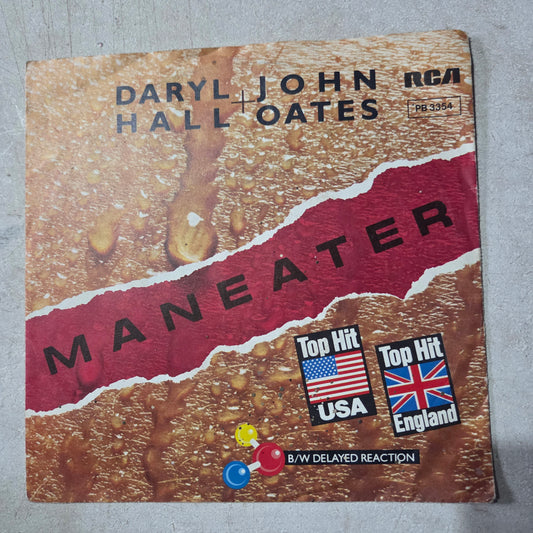 DARYL + JOHN
HALL OATES
RCA
PB 3354
MANEATER
Top Hit
USA
Top Hit
England
B/W DELAYED REACTION